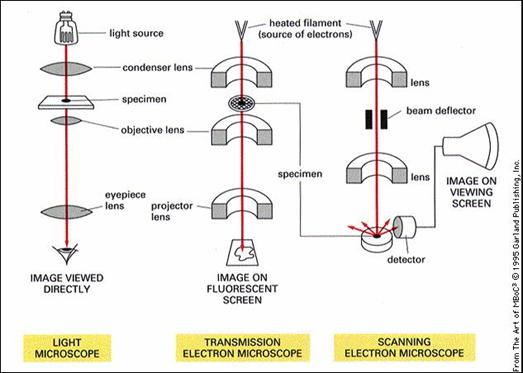 light source
heated filament
(source of electrons)
condenser lens
lens
specimen
beam deflector
objective lens
specimen
lens
IMAGE ON
VIEWING
SCREEN
eyepiece
lens
projector
lens
detector
IMAGE VIEWED
DIRECTLY
IMAGE ON
FLUORESCENT
SCREEN
LIGHT
MICROSCOPE
TRANSMISSION
ELECTRON MICROSCOPE
SCANNING
ELECTRON MICROSCOPE
From The Art of MBoC³ © 1995 Garland Publishing, Inc.